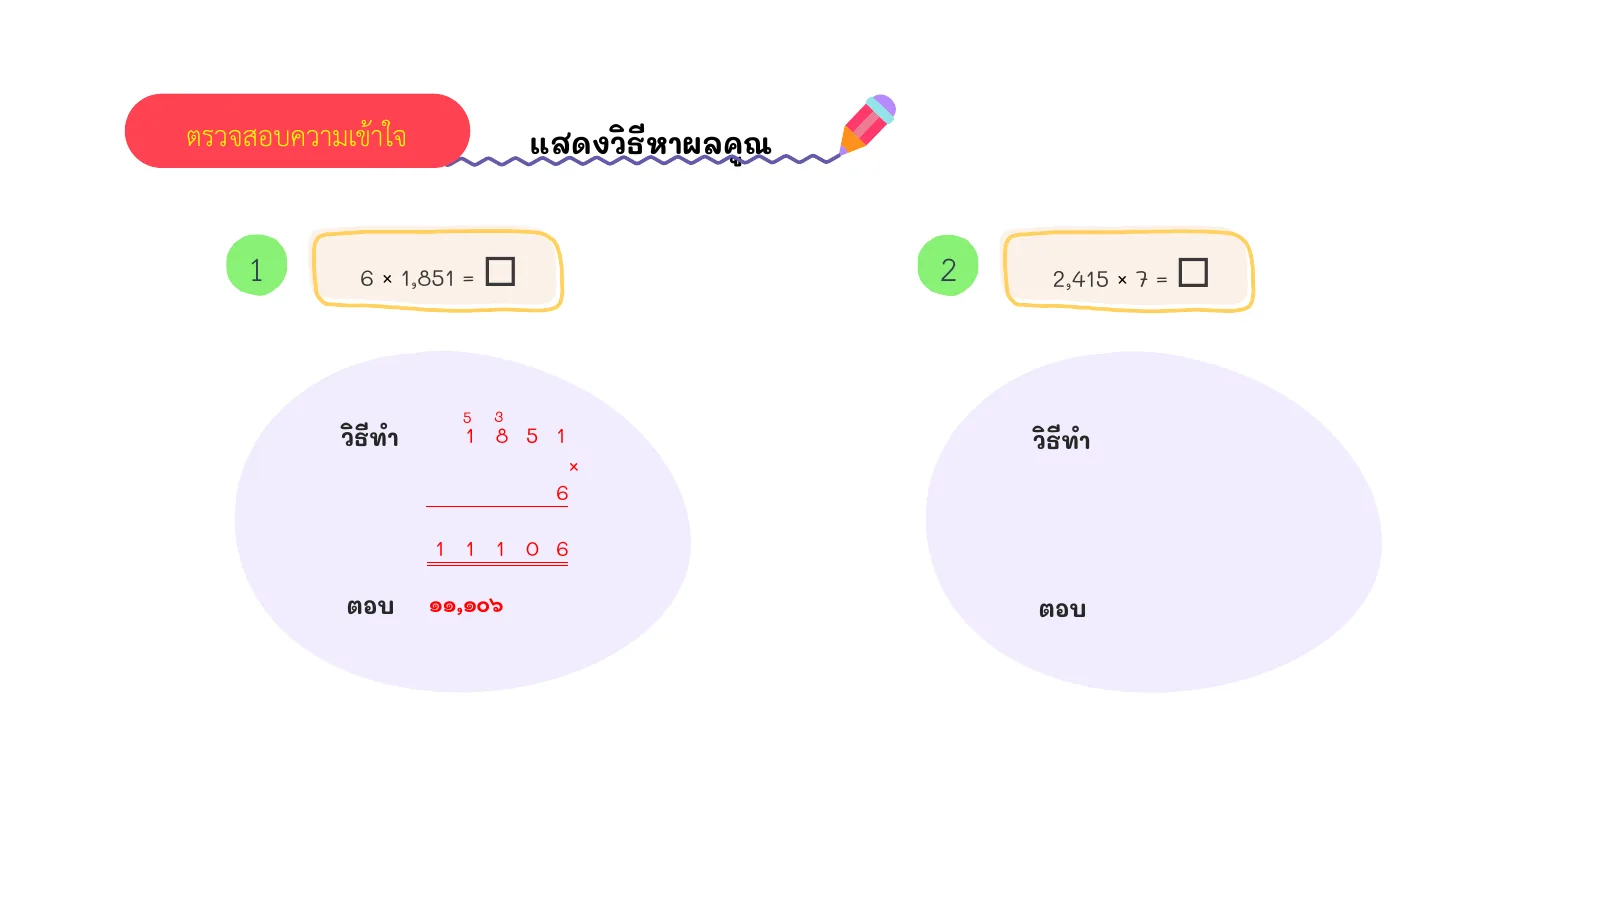 ตรวจสอบความเข้าใจ
แสดงวิธีหาผลคูณ
1
6 × 1,851 = □
วิธีทำ
5 3
1 8 5 1
×
6
1 1 1 0 6
ตอบ ๑๑,๑๐๖
2
2,415 × 7 = □
วิธีทำ
ตอบ